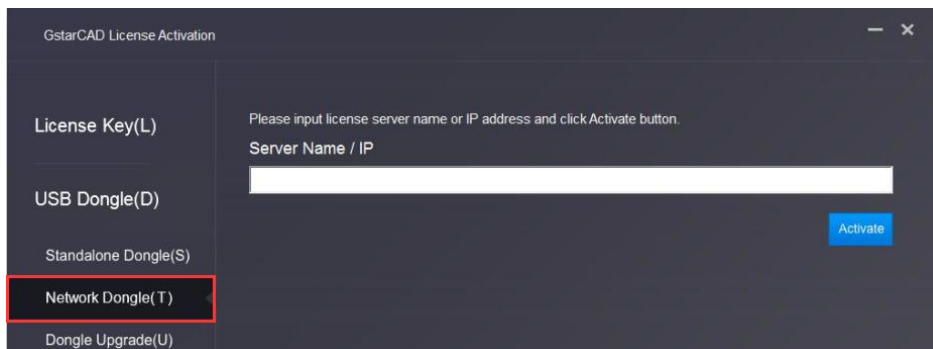 GstarCAD License Activation
License Key(L)
Please input license server name or IP address and click Activate button.
Server Name / IP
USB Dongle(D)
Activate
Standalone Dongle(S)
Network Dongle(T)
Dongle Upgrade(U)